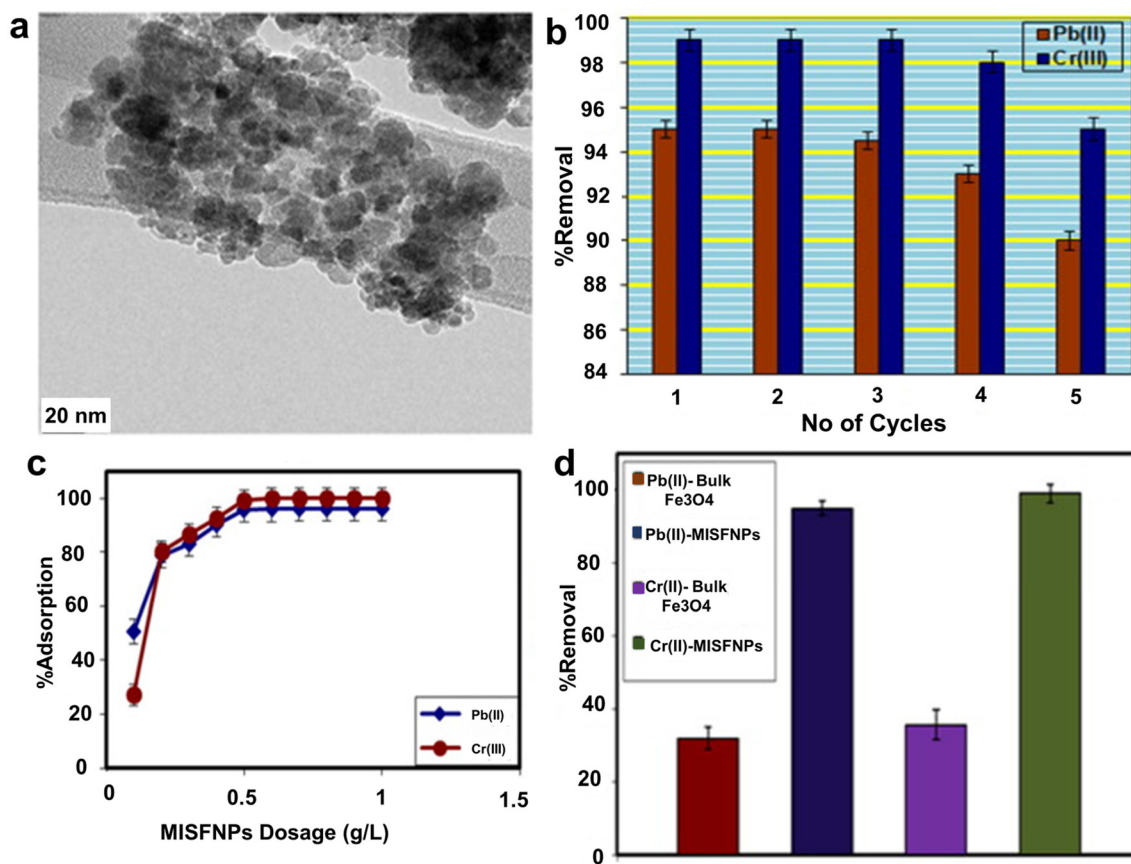 a
20 nm
b
%Removal
100
98
96
94
92
90
88
86
84
Pb(II)
Cr(III)
1 2 3 4 5
No of Cycles
c
%Adsorption
100
80
60
40
20
0
Pb(II)
Cr(III)
0 0.5 1 1.5
MISFNPs Dosage (g/L)
d
%Removal
100
80
60
40
20
0
Pb(II)- Bulk
Fe3O4
Pb(II)-MISFNPs
Cr(II)- Bulk
Fe3O4
Cr(II)-MISFNPs